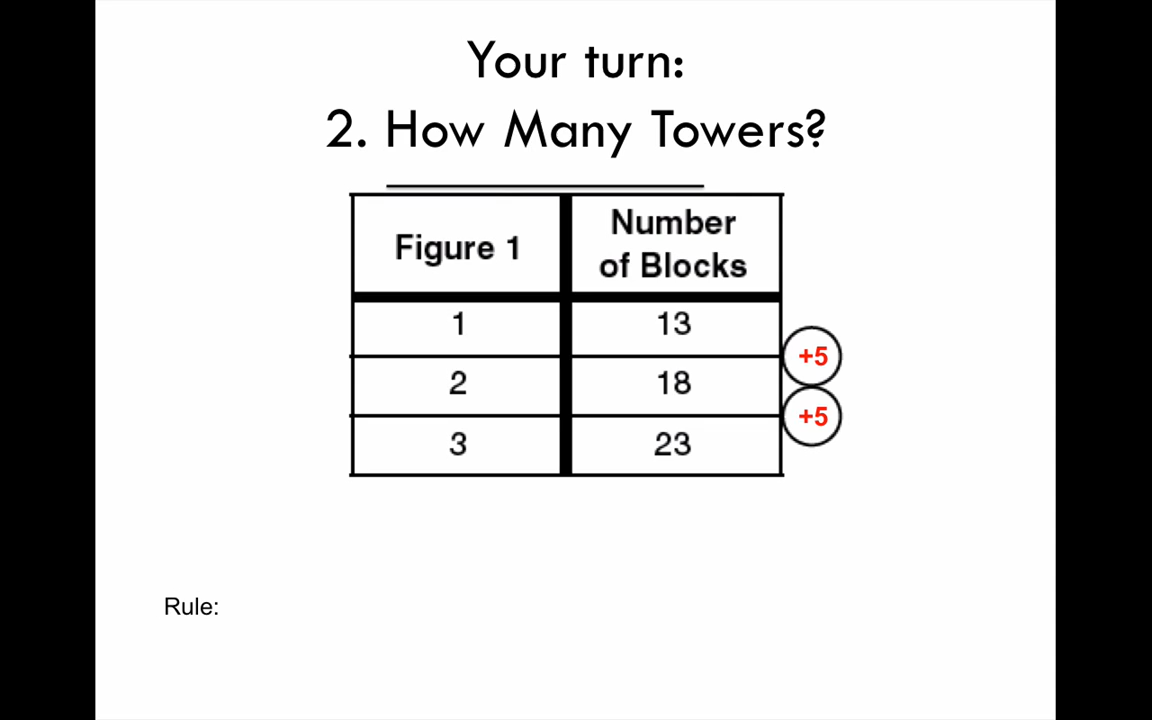 Your turn:
2. How Many Towers?
Figure 1
Number
of Blocks
1 13
2 18
3 23
+5
+5
Rule: